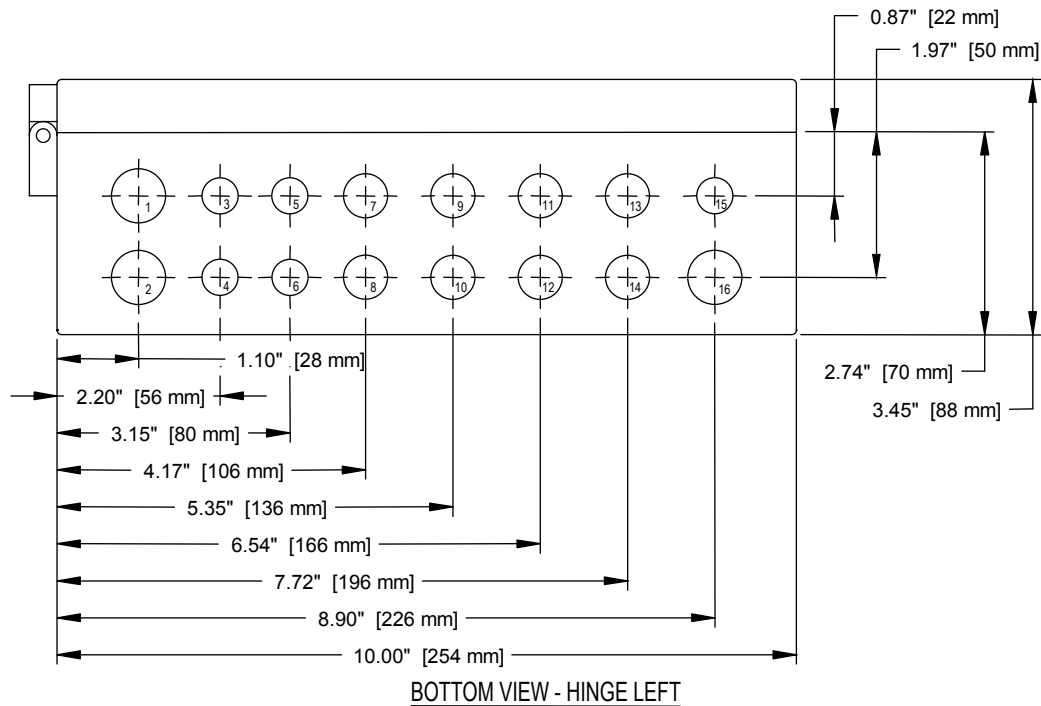 0.87" [22 mm]
1.97" [50 mm]
1 3 5 7 9 11 13 15
2 4 6 8 10 12 14 16
1.10" [28 mm]
2.74" [70 mm]
2.20" [56 mm]
3.45" [88 mm]
3.15" [80 mm]
4.17" [106 mm]
5.35" [136 mm]
6.54" [166 mm]
7.72" [196 mm]
8.90" [226 mm]
10.00" [254 mm]
BOTTOM VIEW - HINGE LEFT